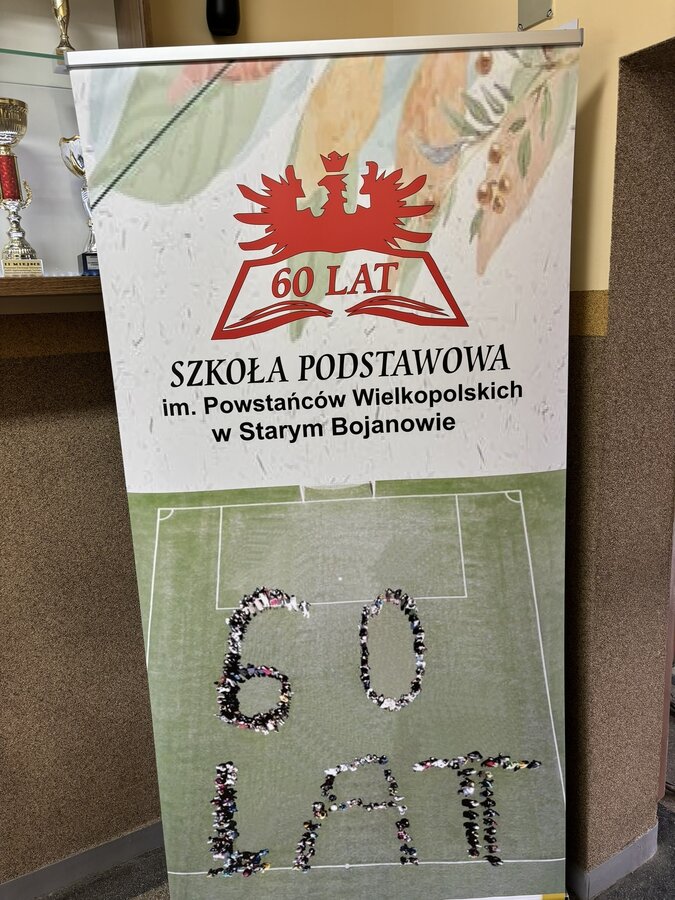 60 LAT
SZKOŁA PODSTAWOWA
im. Powstańców Wielkopolskich
w Starym Bojanowie
60
LAT